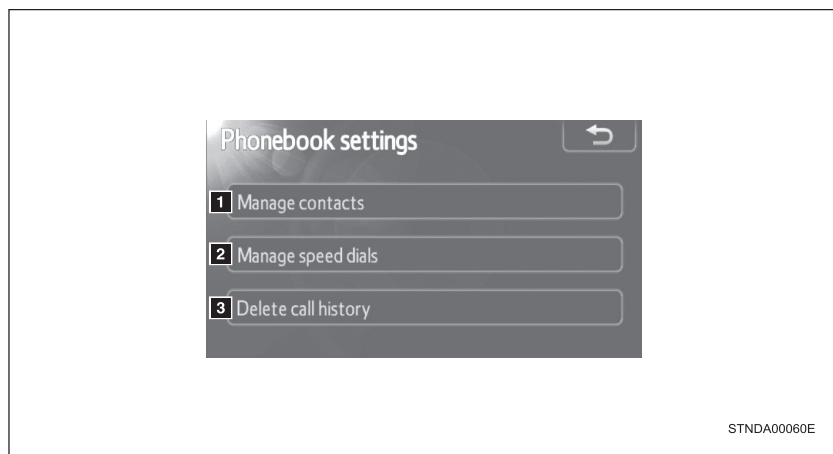 Phonebook settings
1 Manage contacts
2 Manage speed dials
3 Delete call history
STNDA00060E